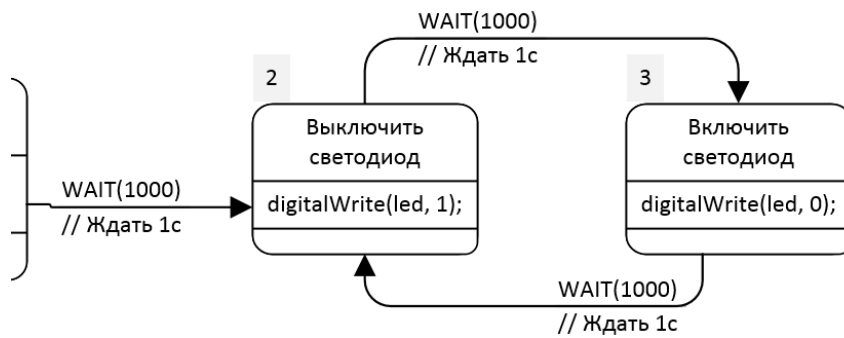 WAIT(1000)
// Ждать 1с
2
3
Выключить
светодиод
digitalWrite(led, 1);
Включить
светодиод
digitalWrite(led, 0);
WAIT(1000)
// Ждать 1с
WAIT(1000)
// Ждать 1с